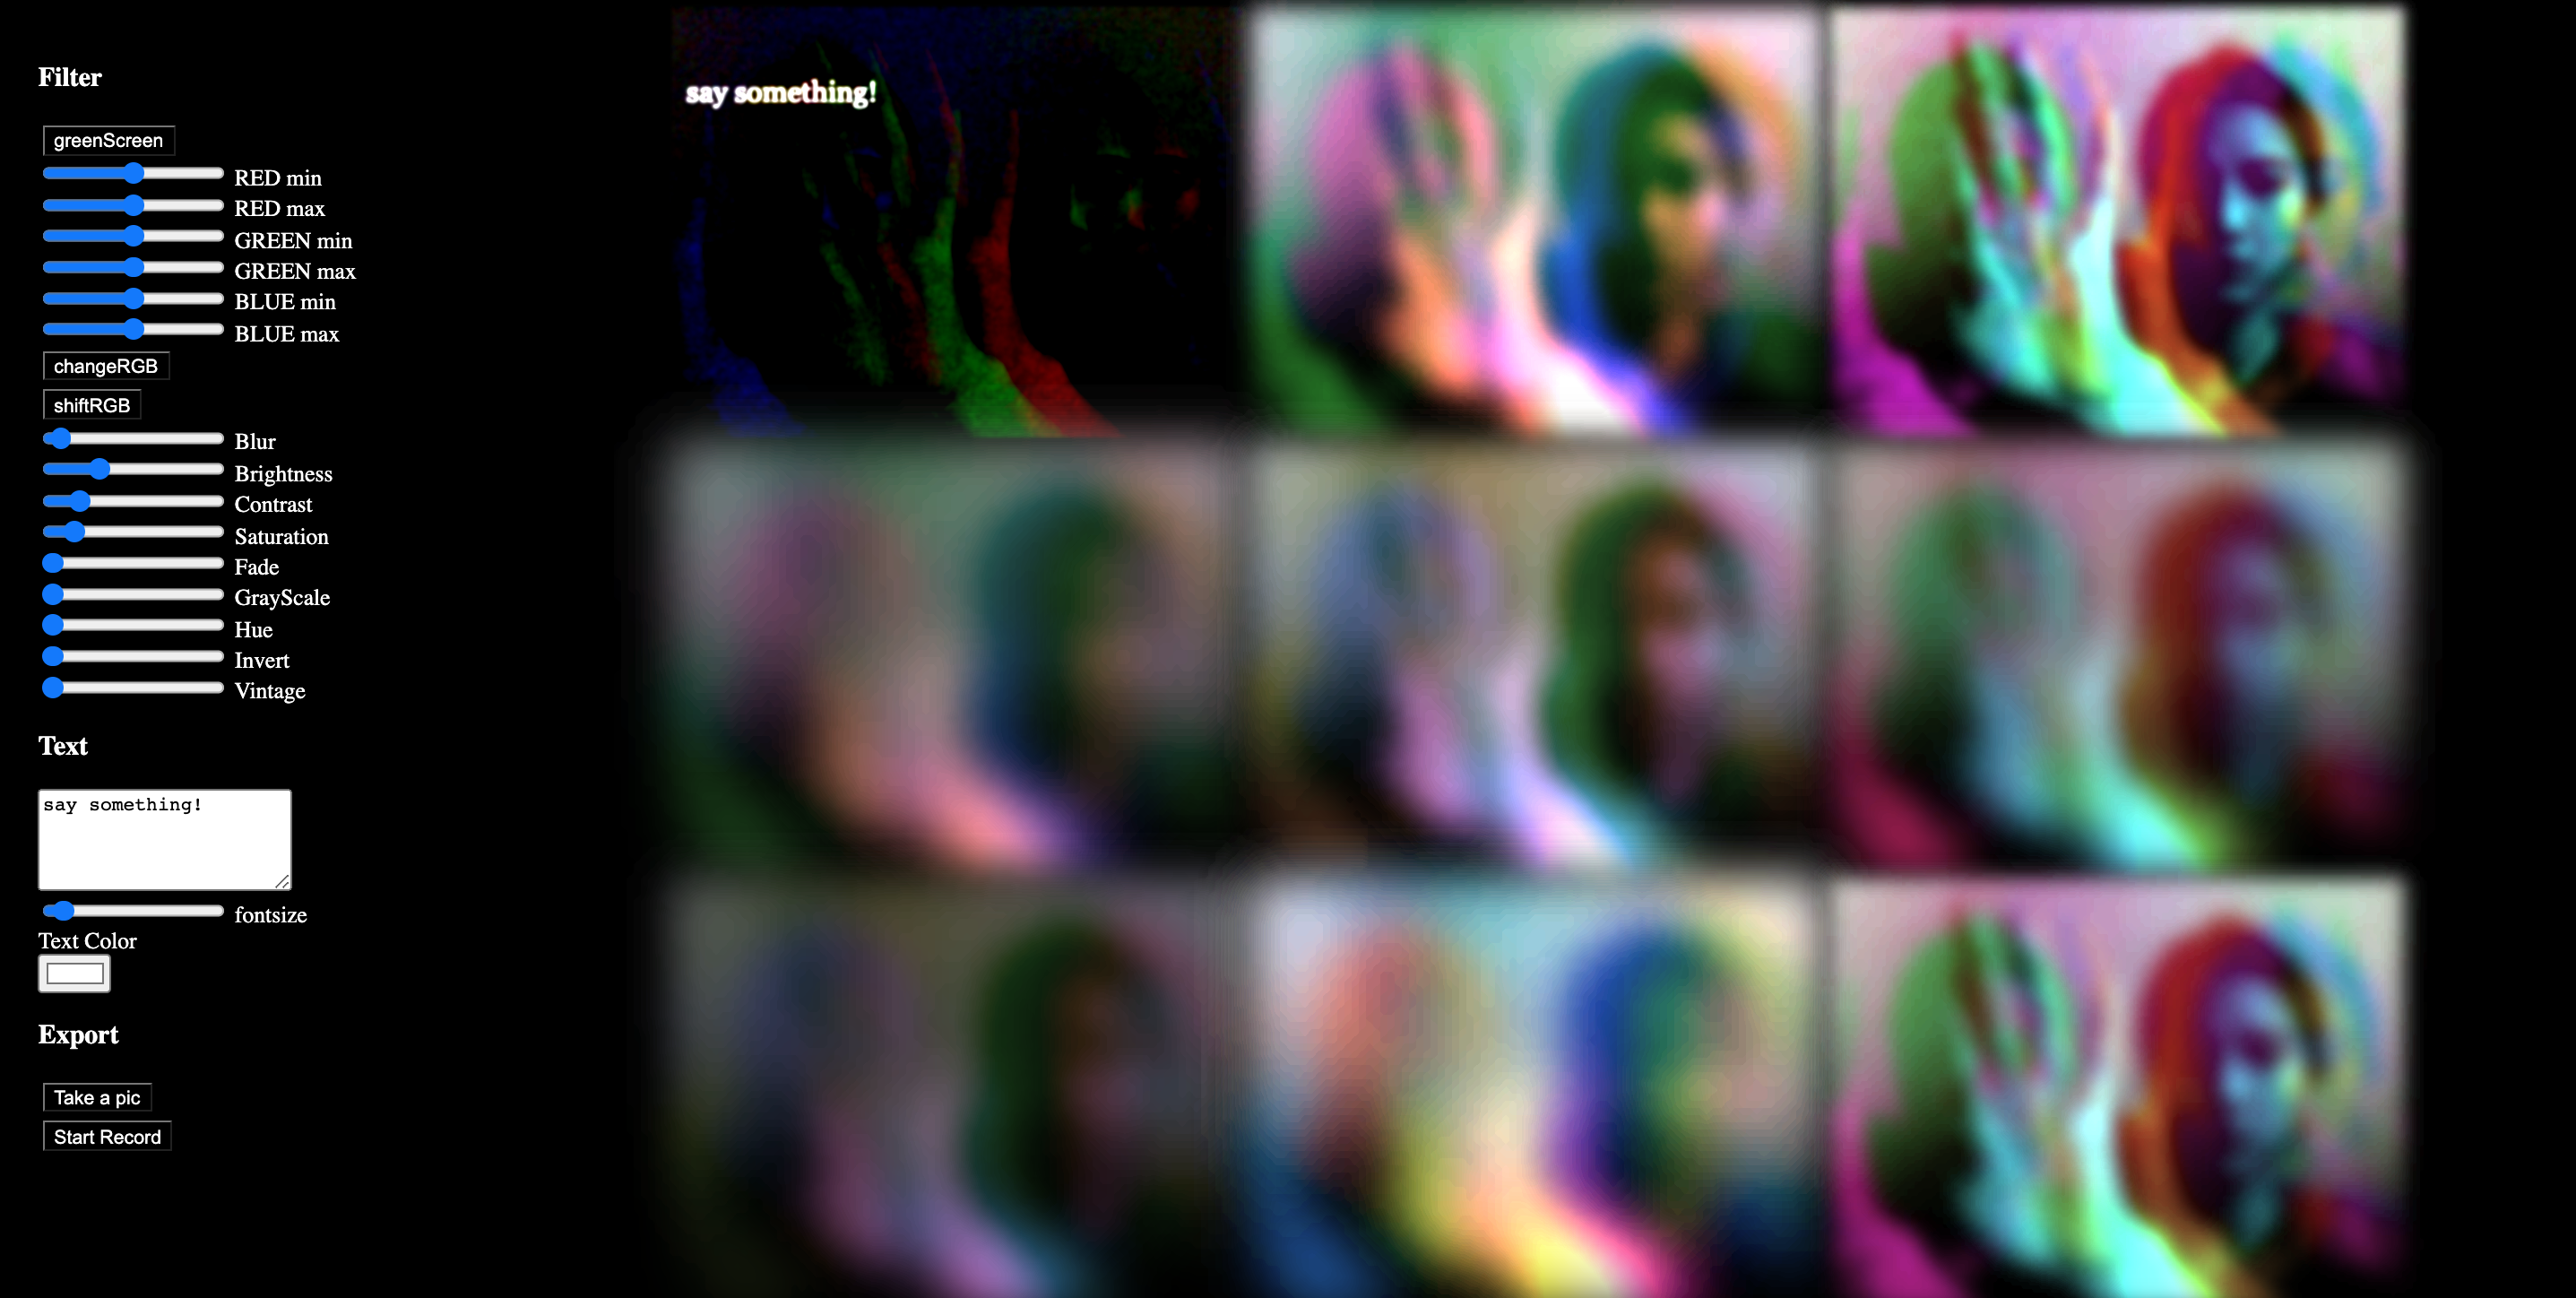 Filter
greenScreen
RED min
RED max
GREEN min
GREEN max
BLUE min
BLUE max
changeRGB
shiftRGB
Blur
Brightness
Contrast
Saturation
Fade
GrayScale
Hue
Invert
Vintage
Text
say something!
fontsize
Text Color
Export
Take a pic
Start Record
say something!